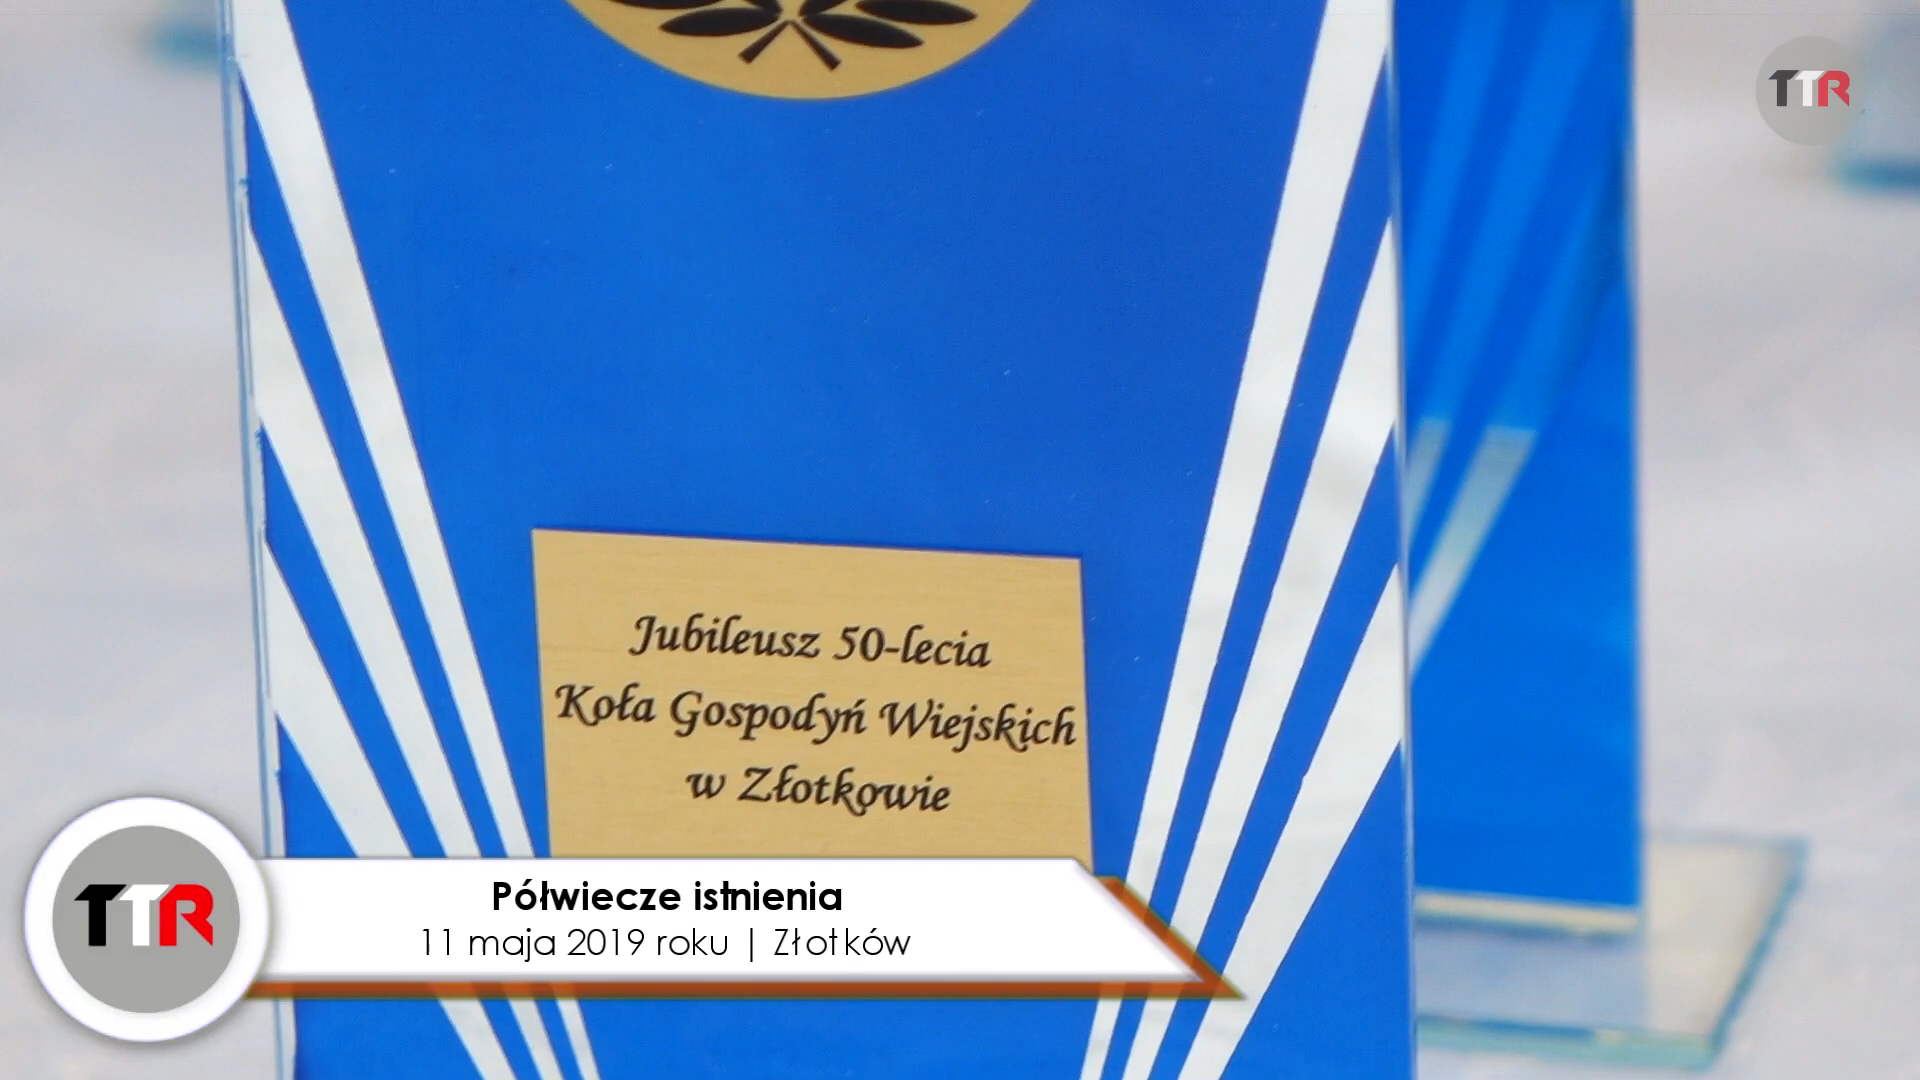 TTR
Jubileusz 50-lecia
Koła Gospodyń Wiejskich
w Złotkowie
TTR
Półwiecze istnienia
11 maja 2019 roku | Złotków